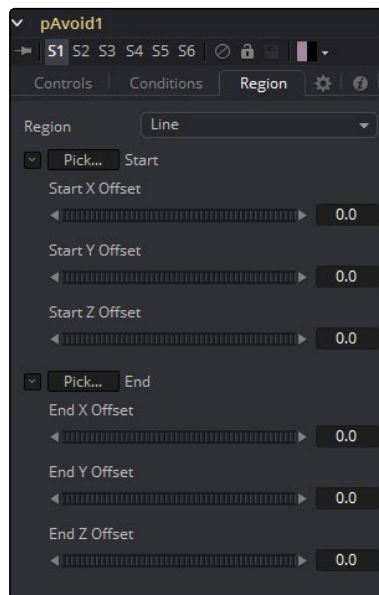 pAvoid1
S1 S2 S3 S4 S5 S6
Controls Conditions Region
Region Line
Pick... Start
Start X Offset
0.0
Start Y Offset
0.0
Start Z Offset
0.0
Pick... End
End X Offset
0.0
End Y Offset
0.0
End Z Offset
0.0